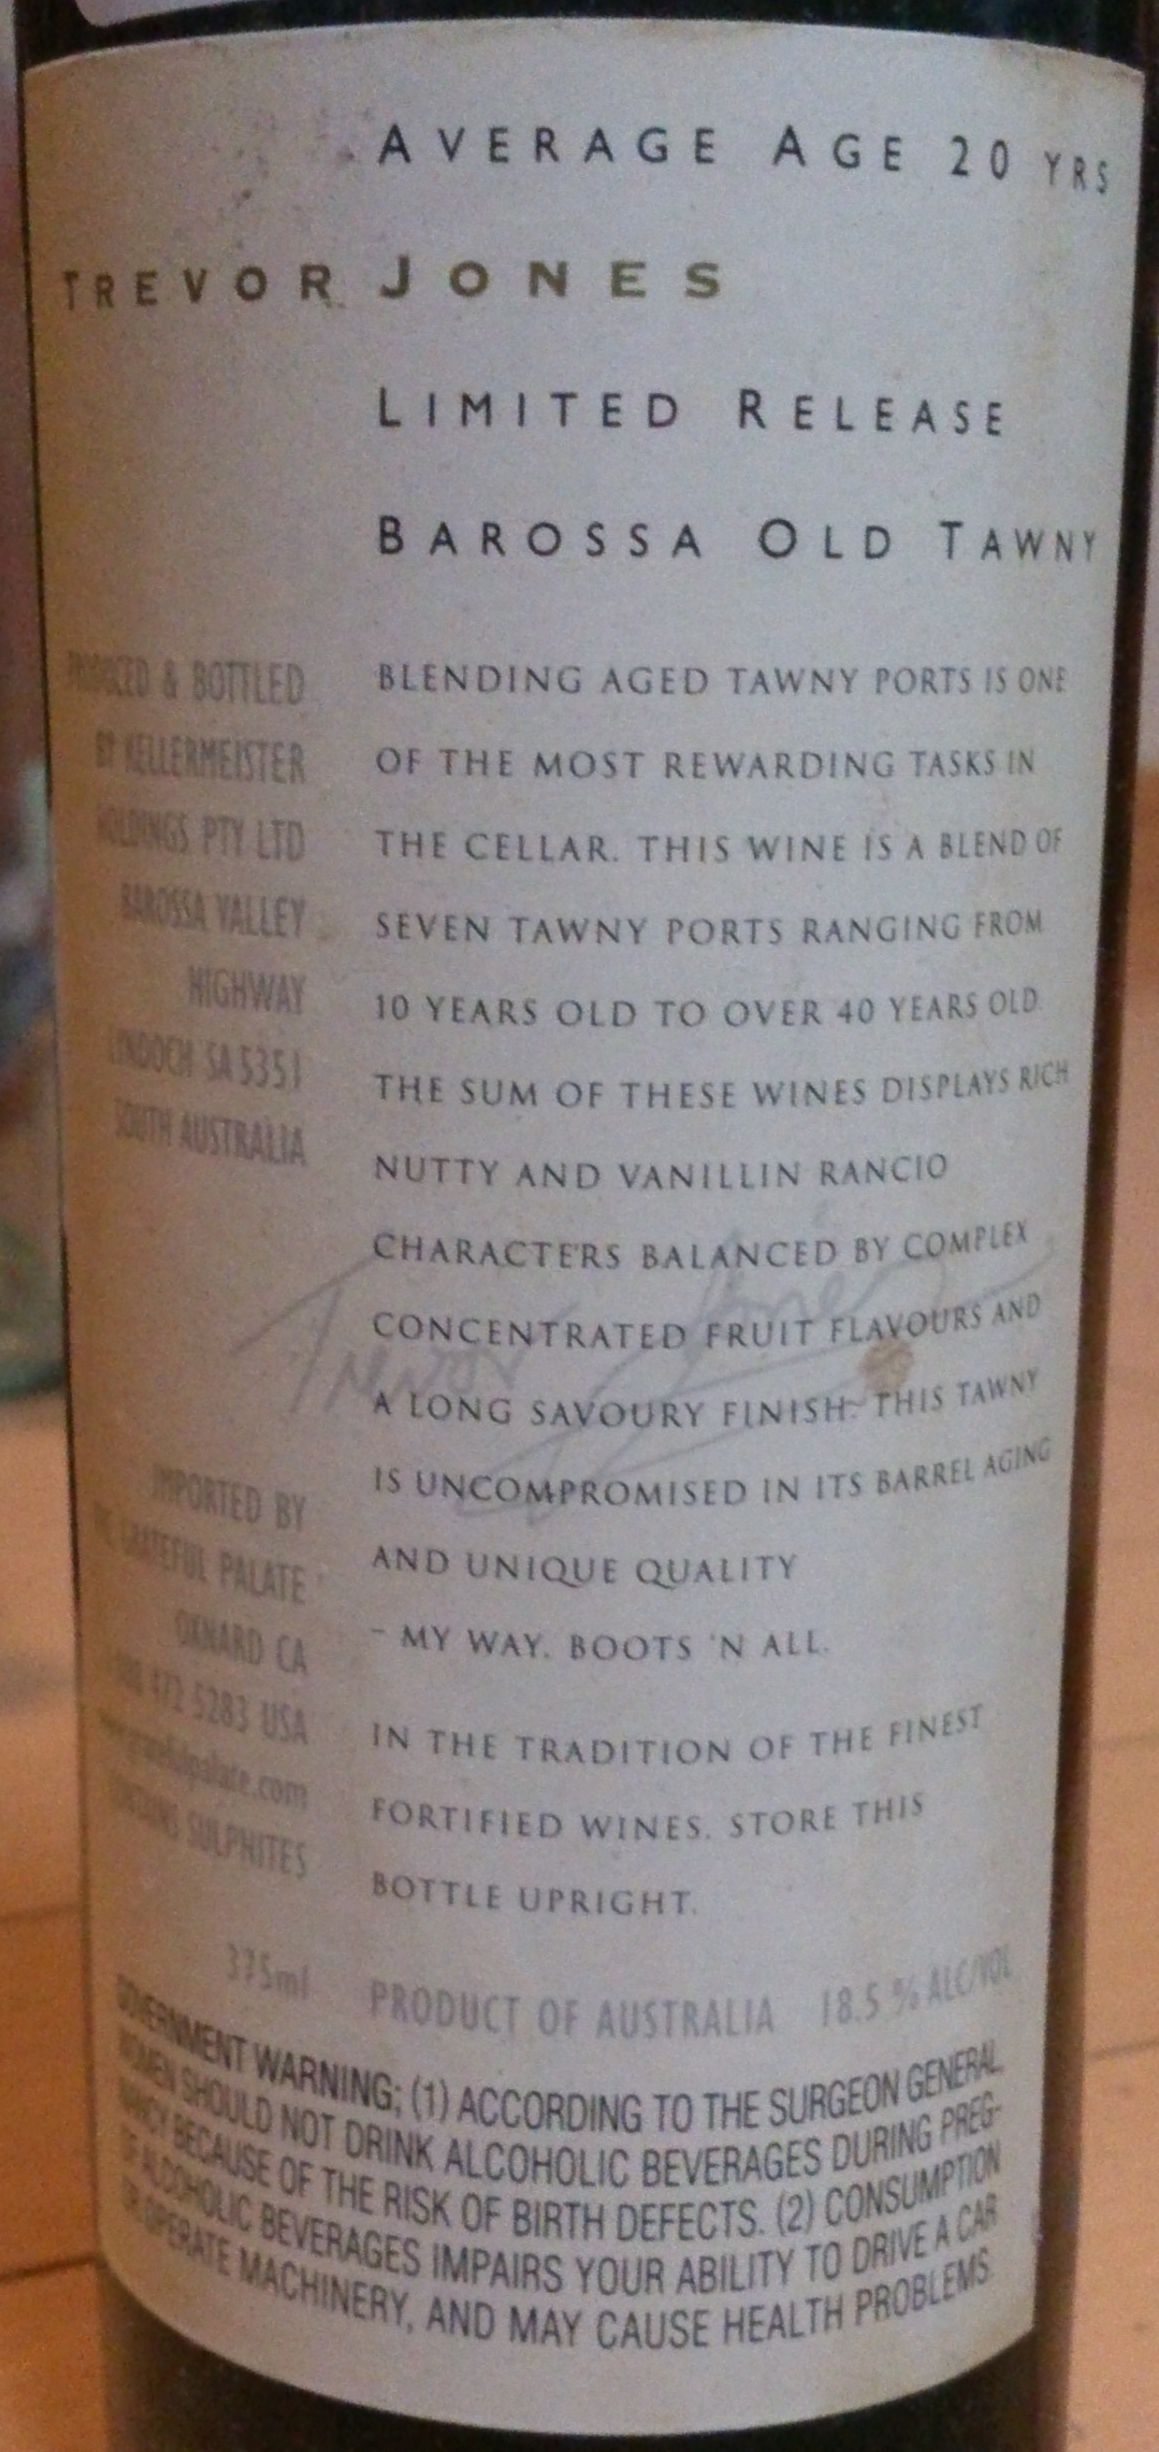 AVERAGE AGE 20 YRS
TREVOR JONES
LIMITED RELEASE
BAROSSA OLD TAWNY
PRODUCED & BOTTLED
BY KELLERMEISTER
HOLDINGS PTY LTD
BAROSSA VALLEY
HIGHWAY
LYNDOCH SA 5351
SOUTH AUSTRALIA
IMPORTED BY
THE GRATEFUL PALATE
OXNARD CA
472 5283 USA
CONTAINS SULPHITES
BLENDING AGED TAWNY PORTS IS ONE
OF THE MOST REWARDING TASKS IN
THE CELLAR. THIS WINE IS A BLEND OF
SEVEN TAWNY PORTS RANGING FROM
10 YEARS OLD TO OVER 40 YEARS OLD.
THE SUM OF THESE WINES DISPLAYS RICH
NUTTY AND VANILLIN RANCIO
CHARACTERS BALANCED BY COMPLEX
CONCENTRATED FRUIT FLAVOURS AND
A LONG SAVOURY FINISH. THIS TAWNY
IS UNCOMPROMISED IN ITS BARREL AGING
AND UNIQUE QUALITY
- MY WAY. BOOTS 'N ALL.
Trevor Jones
IN THE TRADITION OF THE FINEST
FORTIFIED WINES. STORE THIS
BOTTLE UPRIGHT.
375ml PRODUCT OF AUSTRALIA 18.5 % ALC/VOL
GOVERNMENT WARNING; (1) ACCORDING TO THE SURGEON GENERAL
WOMEN SHOULD NOT DRINK ALCOHOLIC BEVERAGES DURING PREG-
NANCY BECAUSE OF THE RISK OF BIRTH DEFECTS. (2) CONSUMPTION
OF ALCOHOLIC BEVERAGES IMPAIRS YOUR ABILITY TO DRIVE A CAR
OR OPERATE MACHINERY, AND MAY CAUSE HEALTH PROBLEMS.